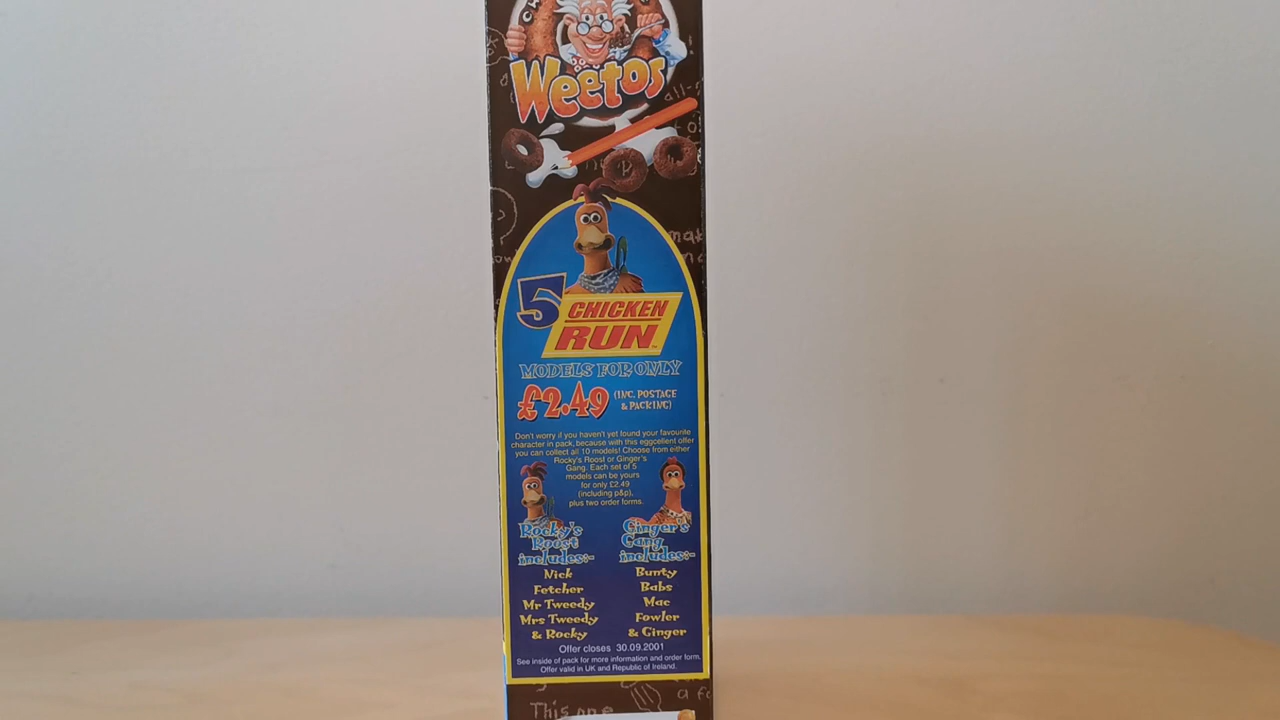 Weetos
5
CHICKEN
RUN
MODELS FOR ONLY
£2.49 (INC. POSTAGE
& PACKING)
Don't worry if you haven't yet found your favourite
character in pack, because with this eggcellent offer
you can collect all 10 models! Choose from either
Rocky's Roost or Ginger's
Gang. Each set of 5
models can be yours
for only £2.49
(including p&p),
plus two order forms.
Rocky's
Roost
includes:-
Nick
Fetcher
Mr Tweedy
Mrs Tweedy
& Rocky
Ginger's
Gang
includes:-
Bunty
Babs
Mac
Fowler
& Ginger
Offer closes 30.09.2001
See inside of pack for more information and order form.
Offer valid in UK and Republic of Ireland.
This one